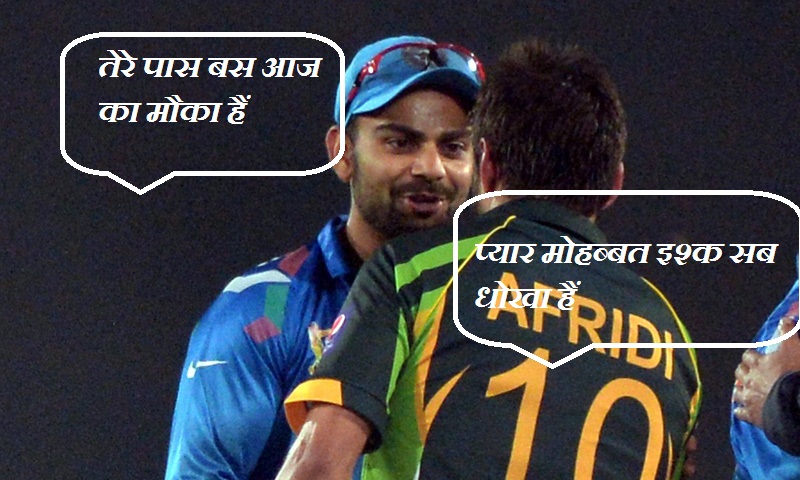 तेरे पास बस आज
का मौका हैं
प्यार मोहब्बत इश्क सब
धोखा हैं
AFRIDI
10